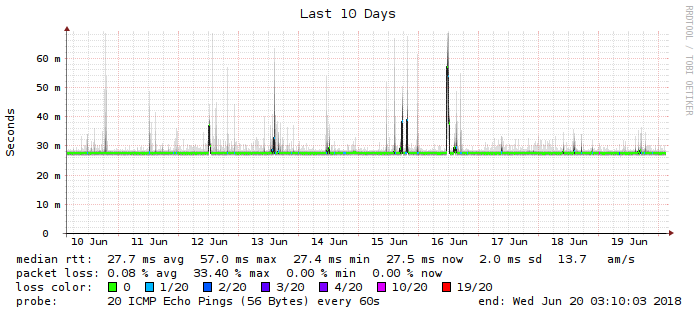 Last 10 Days
RRDTOOL / TOBI OETIKER
Seconds
60 m
50 m
40 m
30 m
20 m
10 m
0
10 Jun 11 Jun 12 Jun 13 Jun 14 Jun 15 Jun 16 Jun 17 Jun 18 Jun 19 Jun
median rtt: 27.7 ms avg 57.0 ms max 27.4 ms min 27.5 ms now 2.0 ms sd 13.7 am/s
packet loss: 0.08 % avg 33.40 % max 0.00 % min 0.00 % now
loss color: 0 1/20 2/20 3/20 4/20 10/20 19/20
probe: 20 ICMP Echo Pings (56 Bytes) every 60s end: Wed Jun 20 03:10:03 2018